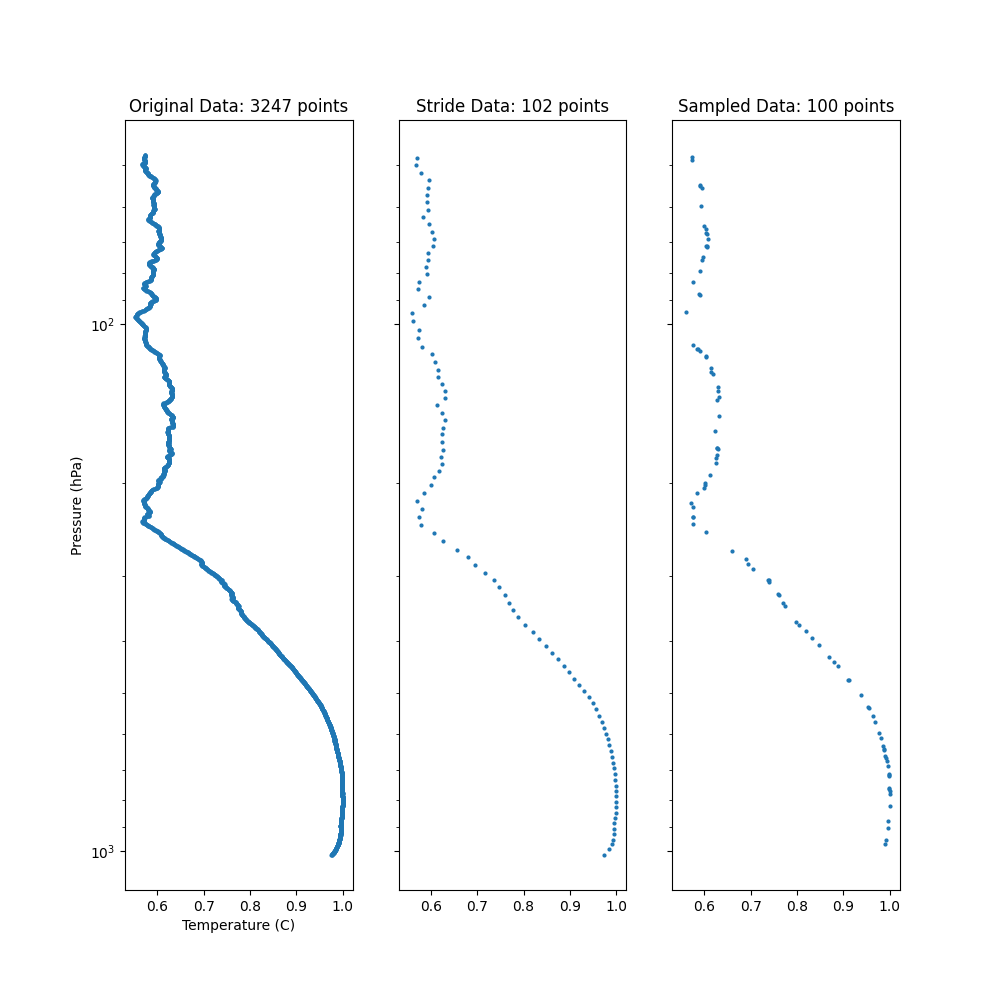 Original Data: 3247 points
Stride Data: 102 points
Sampled Data: 100 points
10²
10³
Pressure (hPa)
0.6 0.7 0.8 0.9 1.0
0.6 0.7 0.8 0.9 1.0
0.6 0.7 0.8 0.9 1.0
Temperature (C)